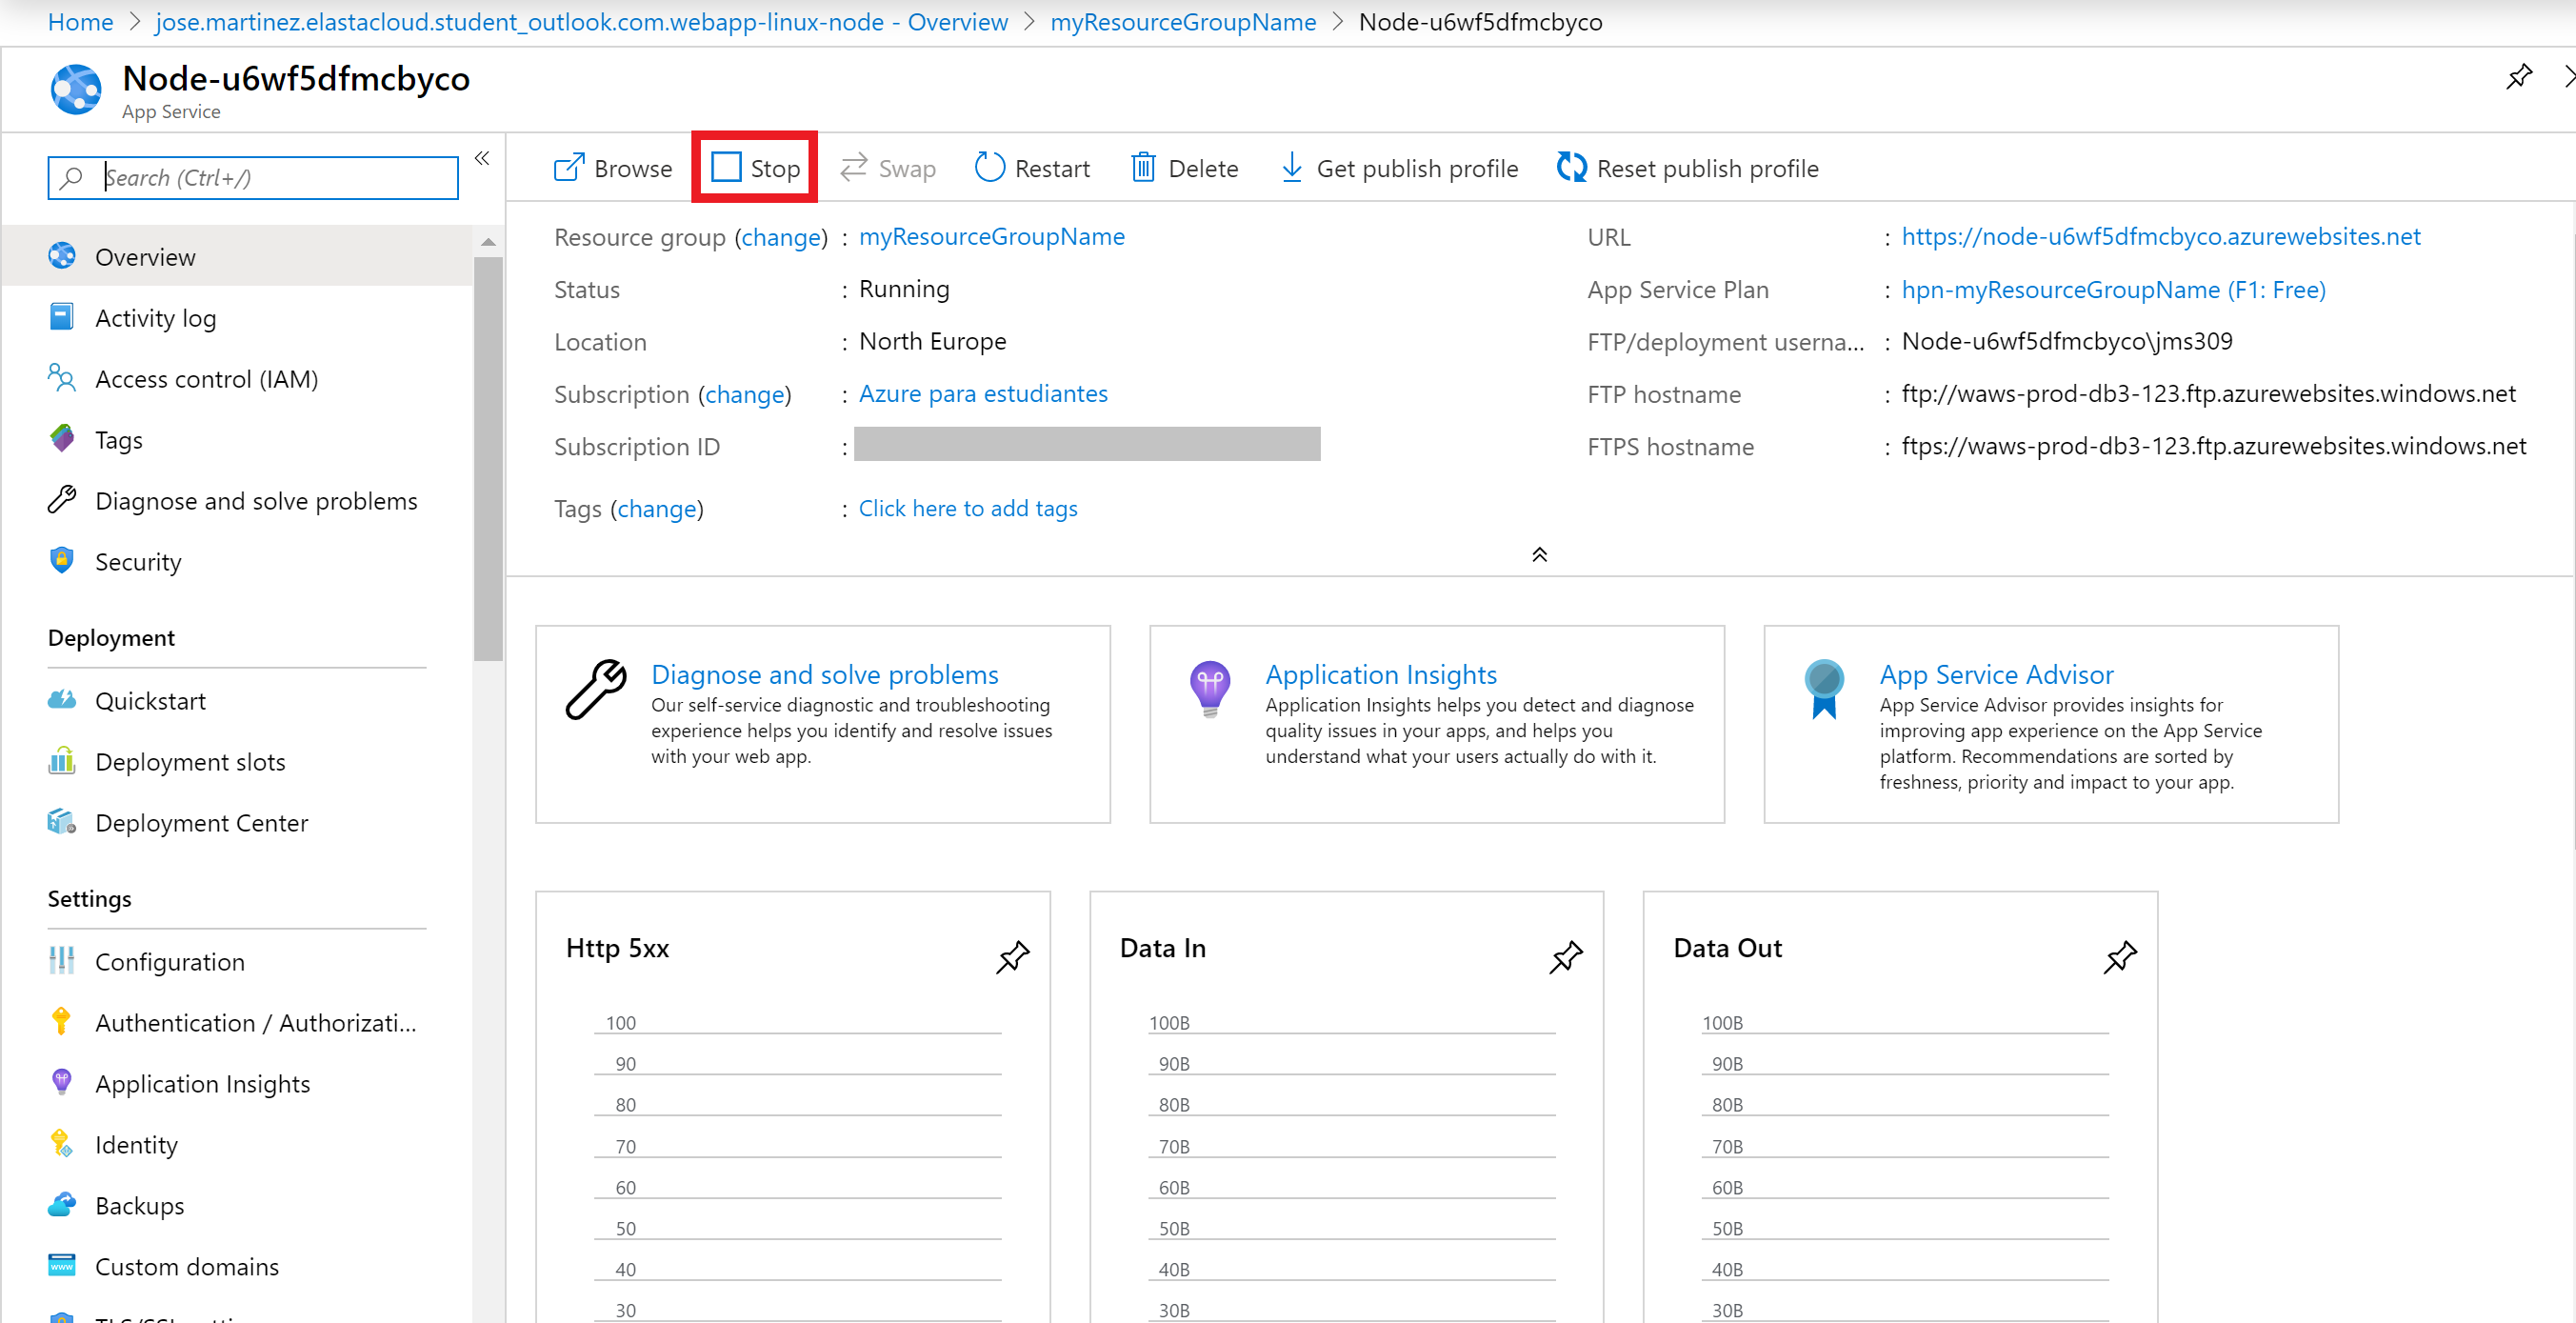 Home > jose.martinez.elastacloud.student_outlook.com.webapp-linux-node - Overview > myResourceGroupName > Node-u6wf5dfmcbyco
Node-u6wf5dfmcbyco
App Service
Search (Ctrl+/)
Overview
Activity log
Access control (IAM)
Tags
Diagnose and solve problems
Security
Deployment
Quickstart
Deployment slots
Deployment Center
Settings
Configuration
Authentication / Authorizati...
Application Insights
Identity
Backups
www
Custom domains
Browse Stop Swap Restart Delete Get publish profile Reset publish profile
Resource group (change) : myResourceGroupName
Status : Running
Location : North Europe
Subscription (change) : Azure para estudiantes
Subscription ID :
Tags (change) : Click here to add tags
URL : https://node-u6wf5dfmcbyco.azurewebsites.net
App Service Plan : hpn-myResourceGroupName (F1: Free)
FTP/deployment userna... : Node-u6wf5dfmcbyco\jms309
FTP hostname : ftp://waws-prod-db3-123.ftp.azurewebsites.windows.net
FTPS hostname : ftps://waws-prod-db3-123.ftp.azurewebsites.windows.net
Diagnose and solve problems
Our self-service diagnostic and troubleshooting
experience helps you identify and resolve issues
with your web app.
Application Insights
Application Insights helps you detect and diagnose
quality issues in your apps, and helps you
understand what your users actually do with it.
App Service Advisor
App Service Advisor provides insights for
improving app experience on the App Service
platform. Recommendations are sorted by
freshness, priority and impact to your app.
Http 5xx
100
90
80
70
60
50
40
30
Data In
100B
90B
80B
70B
60B
50B
40B
30B
Data Out
100B
90B
80B
70B
60B
50B
40B
30B